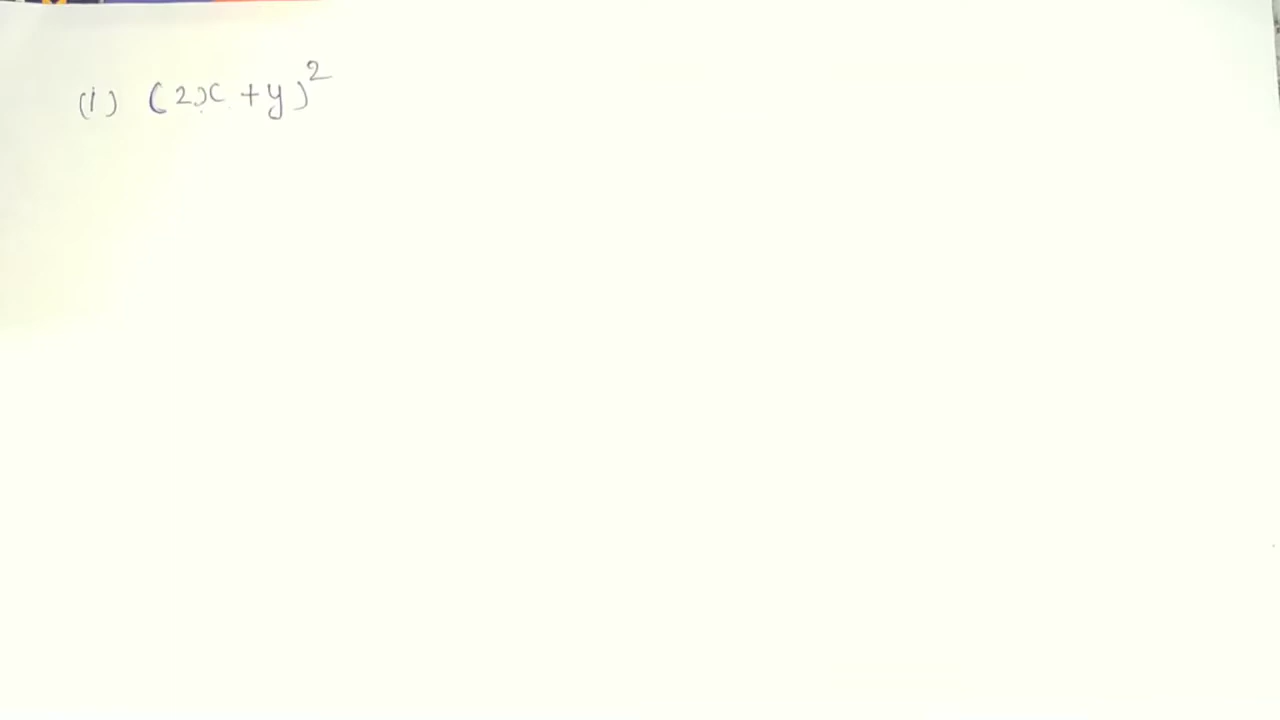 (i) (2x + y)²